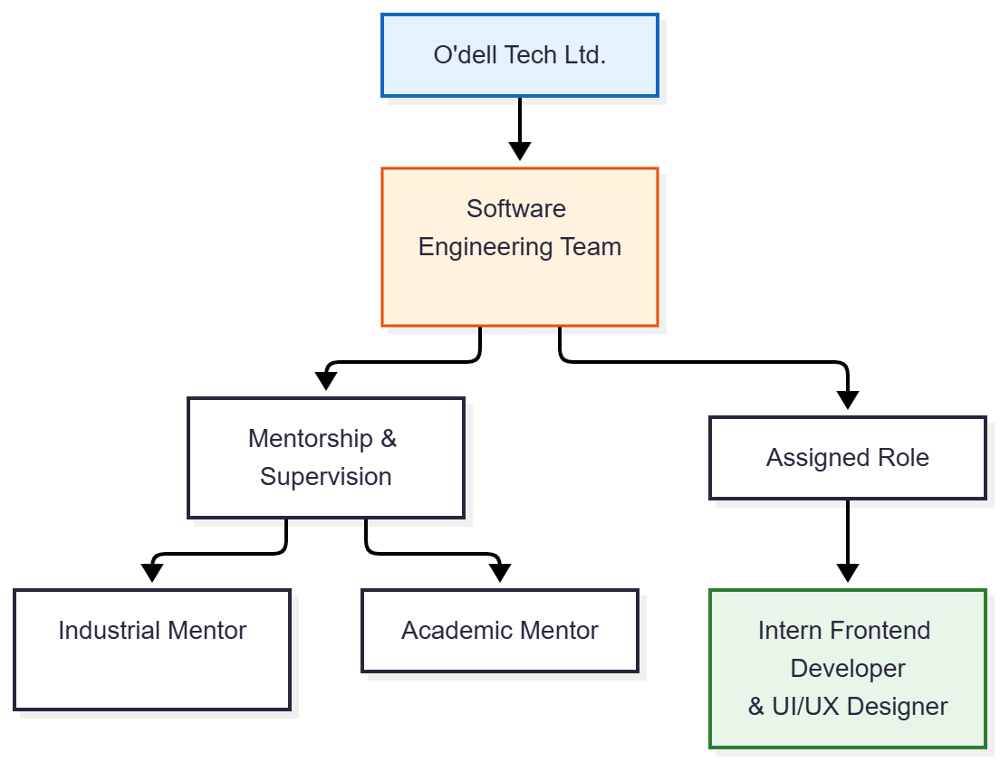 O'dell Tech Ltd.
Software
Engineering Team
Mentorship &
Supervision
Assigned Role
Industrial Mentor
Academic Mentor
Intern Frontend
Developer
& UI/UX Designer